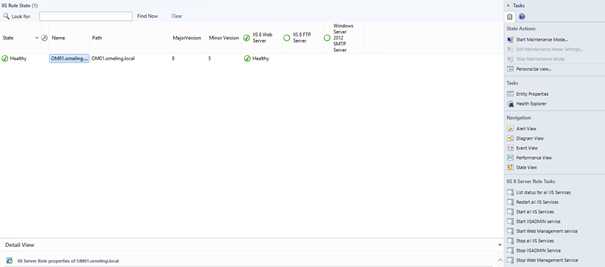 IIS Role State (1)
Look for:
Find Now
Clear
State
Name
Path
MajorVersion
Minor Version
IIS 8 Web Server
IIS 8 FTP Server
Windows Server 2012 SMTP Server
Healthy
OM01.orneling....
OM01.orneling.local
8
5
Healthy
Detail View
IIS Server Role properties of OM01.orneling.local
Tasks
State Actions
Start Maintenance Mode...
Edit Maintenance Mode Settings...
Stop Maintenance Mode
Personalize view...
Tasks
Entity Properties
Health Explorer
Navigation
Alert View
Diagram View
Event View
Performance View
State View
IIS 8 Server Role Tasks
List status for all IIS Services
Restart all IIS Services
Start all IIS Services
Start IISADMIN service
Start Web Management service
Stop all IIS Services
Stop IISADMIN Service
Stop Web Management Service